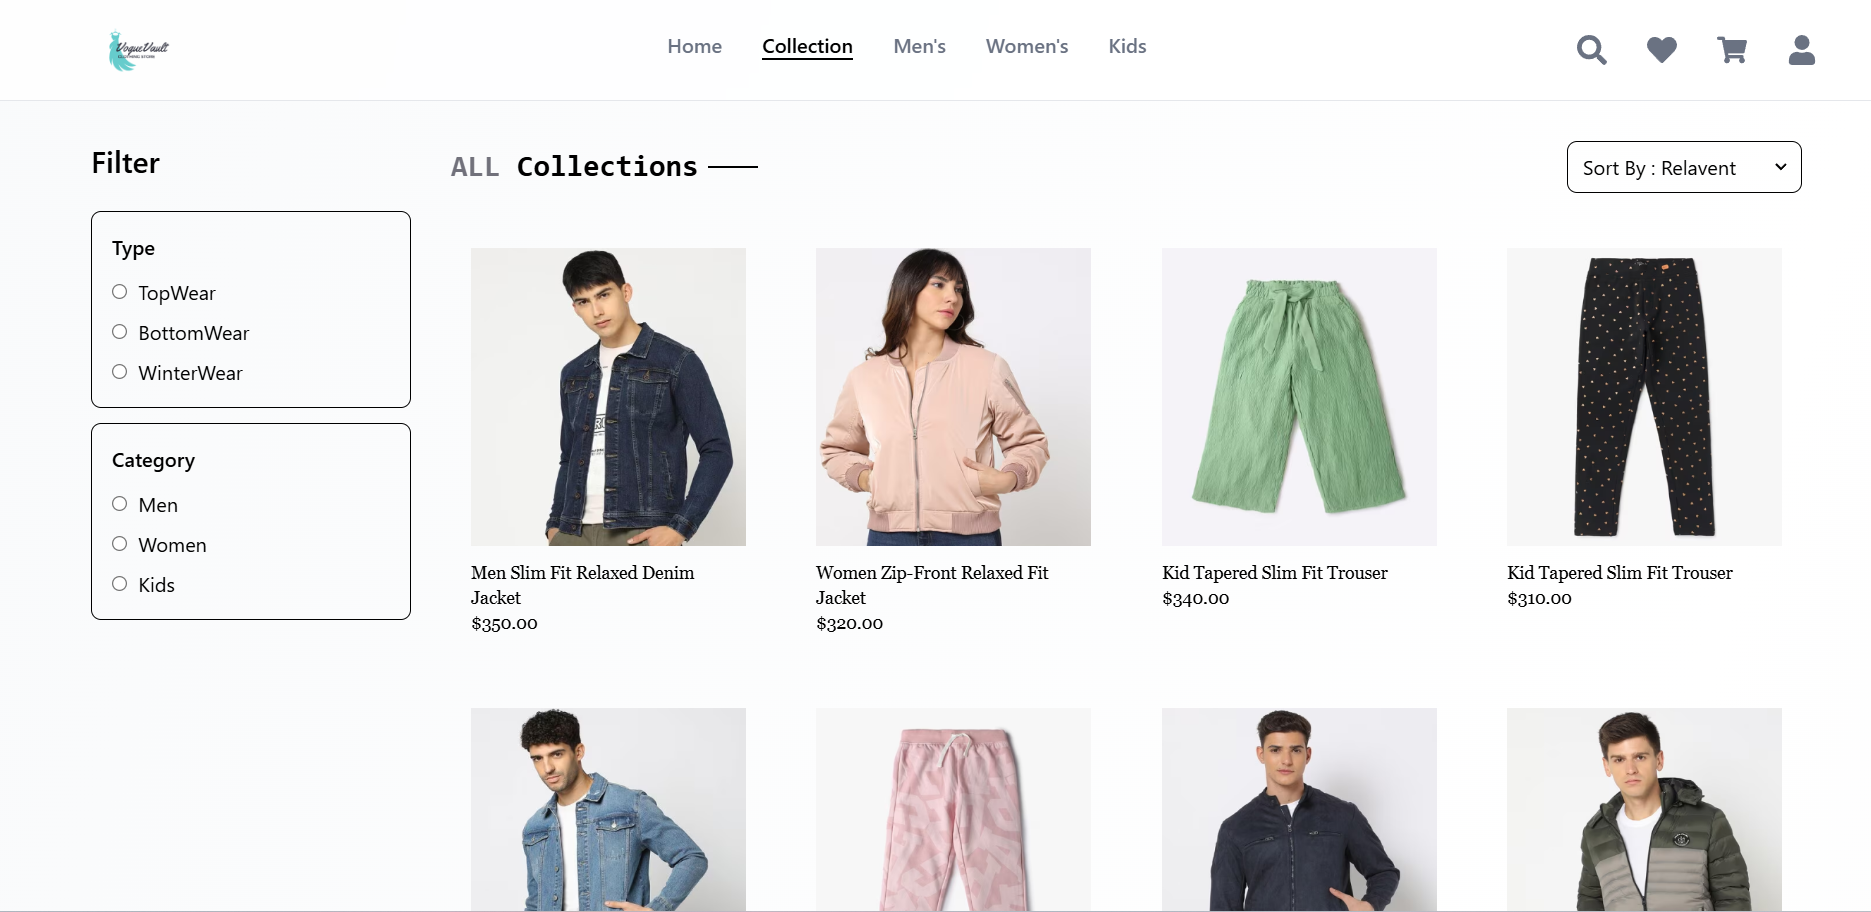 VogueVault
CLOTHING STORE
Home
Collection
Men's
Women's
Kids
Filter
Type
TopWear
BottomWear
WinterWear
Category
Men
Women
Kids
ALL Collections
Sort By : Relavent
Men Slim Fit Relaxed Denim
Jacket
$350.00
Women Zip-Front Relaxed Fit
Jacket
$320.00
Kid Tapered Slim Fit Trouser
$340.00
Kid Tapered Slim Fit Trouser
$310.00